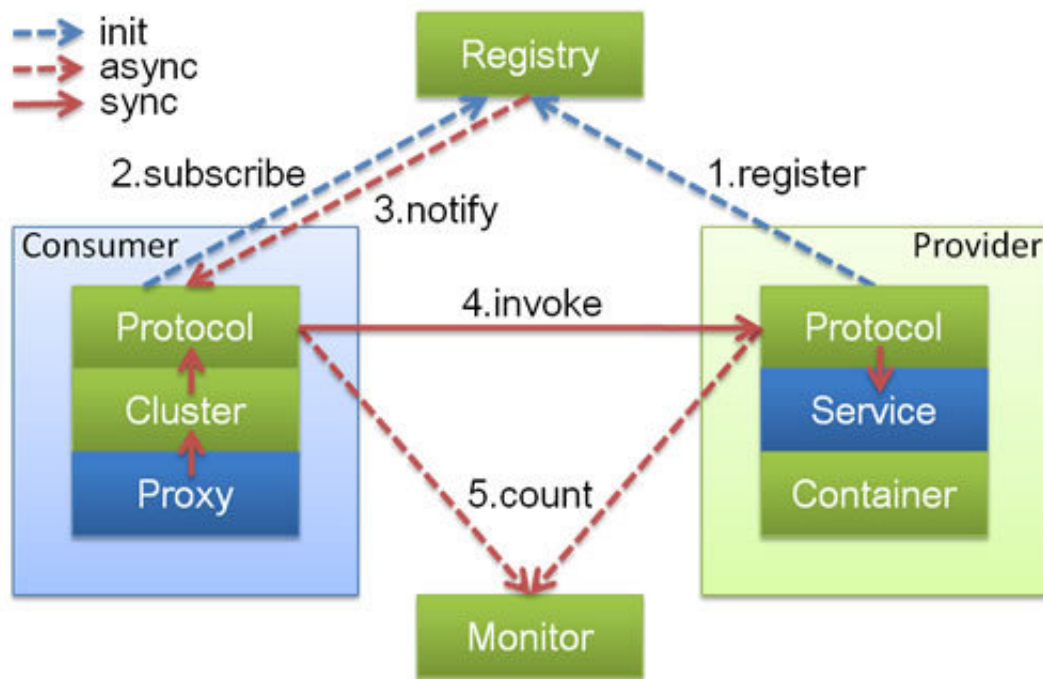 init
async
sync
Registry
2.subscribe
1.register
3.notify
Consumer
Provider
Protocol
4.invoke
Protocol
Cluster
Service
Proxy
5.count
Container
Monitor